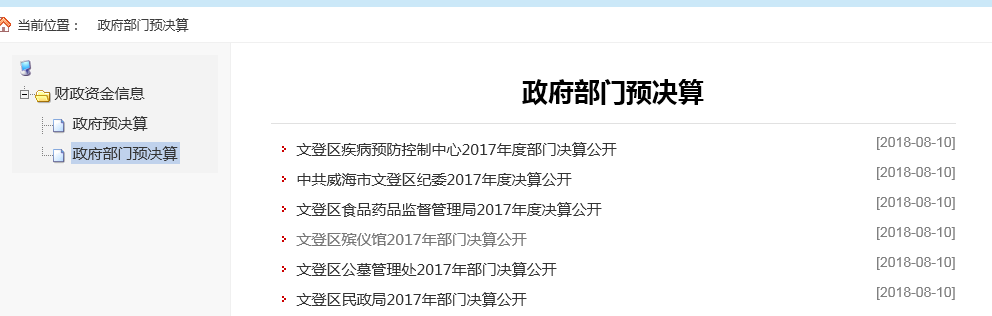 当前位置： 政府部门预决算
财政资金信息
政府预决算
政府部门预决算
政府部门预决算
文登区疾病预防控制中心2017年度部门决算公开 [2018-08-10]
中共威海市文登区纪委2017年度决算公开 [2018-08-10]
文登区食品药品监督管理局2017年度决算公开 [2018-08-10]
文登区殡仪馆2017年部门决算公开 [2018-08-10]
文登区公墓管理处2017年部门决算公开 [2018-08-10]
文登区民政局2017年部门决算公开 [2018-08-10]